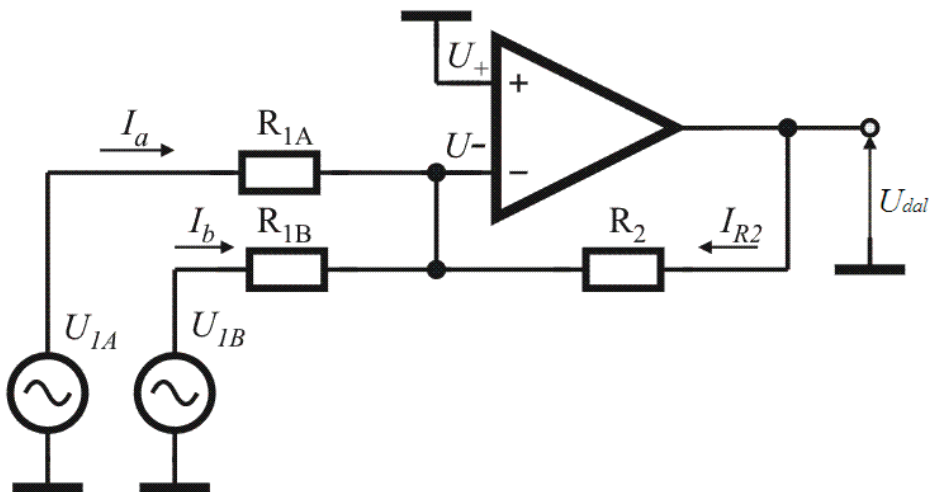 U+
+
Ia
R1A
U-
−
Ib
R1B
R2
IR2
Udal
U1A
U1B